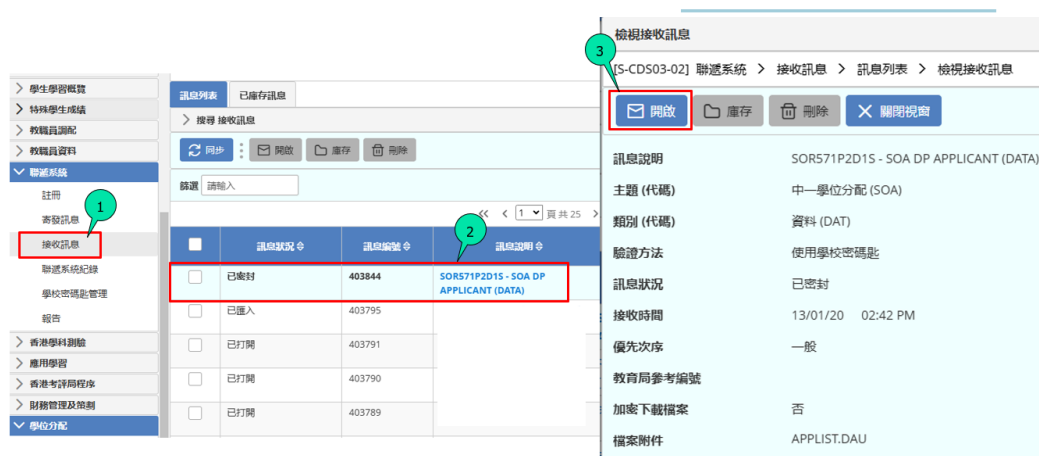 學生學習概覽
特殊學生成績
教職員調配
教職員資料
聯遞系統
註冊
寄發訊息
1
接收訊息
聯遞系統紀錄
學校密碼匙管理
報告
香港學科測驗
應用學習
香港考評局程序
財務管理及策劃
學位分配
訊息列表 已庫存訊息
搜尋 接收訊息
同步 開啟 庫存 刪除
篩選 請輸入
1 頁共 25
2
訊息狀況 訊息編號 訊息說明
已密封 403844 SOR571P2D1S - SOA DP APPLICANT (DATA)
已匯入 403795
已打開 403791
已打開 403790
已打開 403789
檢視接收訊息
3
[S-CDS03-02] 聯遞系統 > 接收訊息 > 訊息列表 > 檢視接收訊息
開啟 庫存 刪除 關閉視窗
訊息說明 SOR571P2D1S - SOA DP APPLICANT (DATA)
主題 (代碼) 中一學位分配 (SOA)
類別 (代碼) 資料 (DAT)
驗證方法 使用學校密碼匙
訊息狀況 已密封
接收時間 13/01/20 02:42 PM
優先次序 一般
教育局參考編號
加密下載檔案 否
檔案附件 APPLIST.DAU